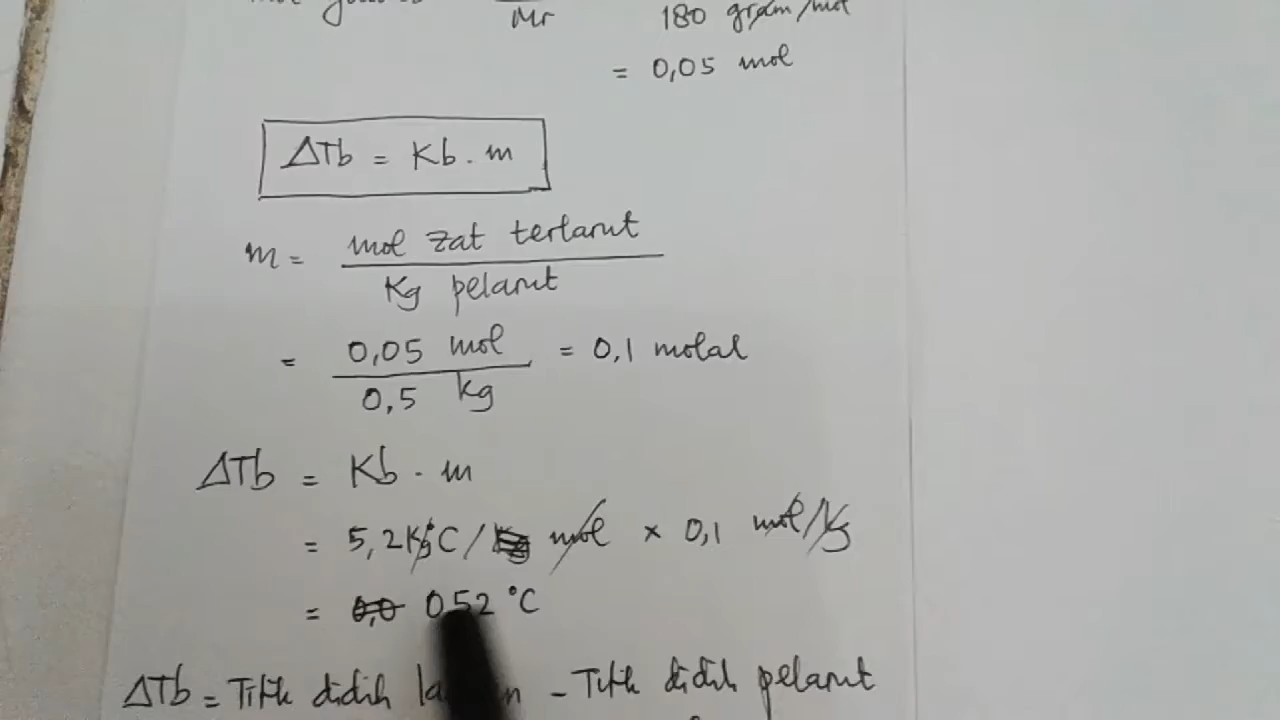 Mr 180 gram/mol
= 0,05 mol
ΔTb = Kb . m
m = mol zat terlarut
Kg pelarut
= 0,05 mol = 0,1 molal
0,5 kg
ΔTb = Kb . m
= 5,2 Kg°C / mol × 0,1 mol/Kg
= 0,52 °C
ΔTb = Titik didih - Titik didih pelarut